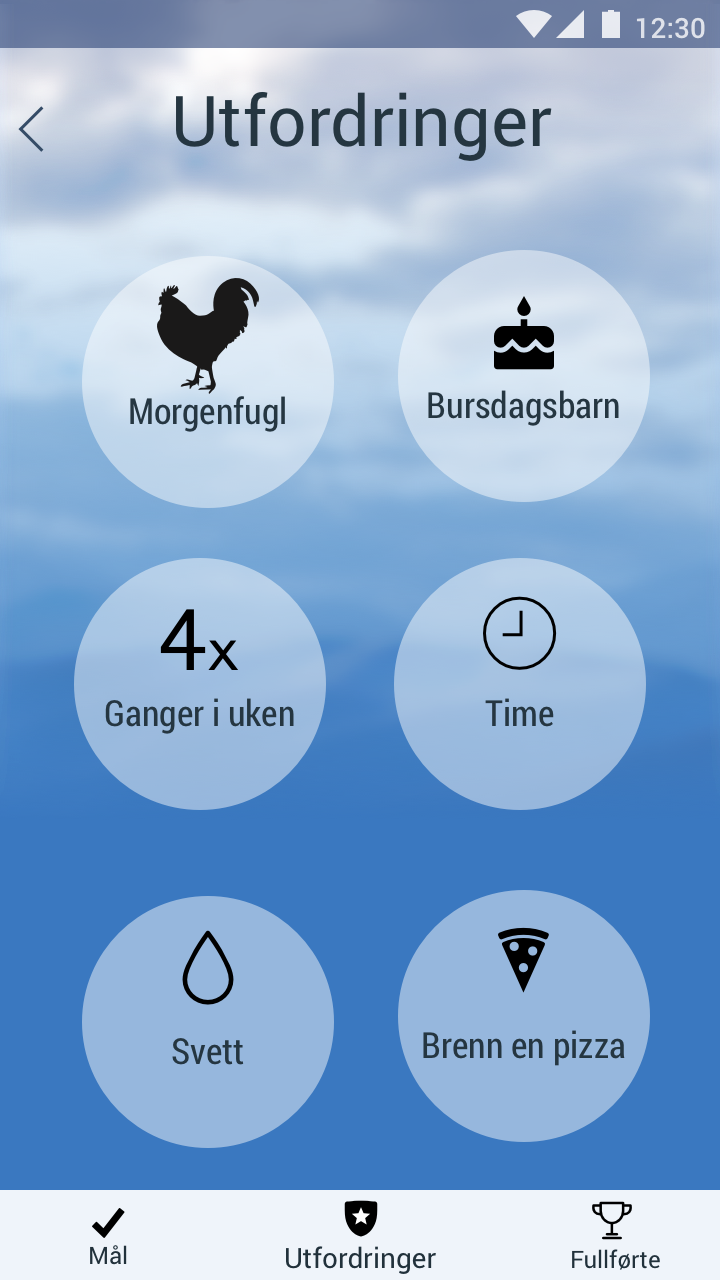 12:30
Utfordringer
Morgenfugl
Bursdagsbarn
4x
Ganger i uken
Time
Svett
Brenn en pizza
Mål
Utfordringer
Fullførte